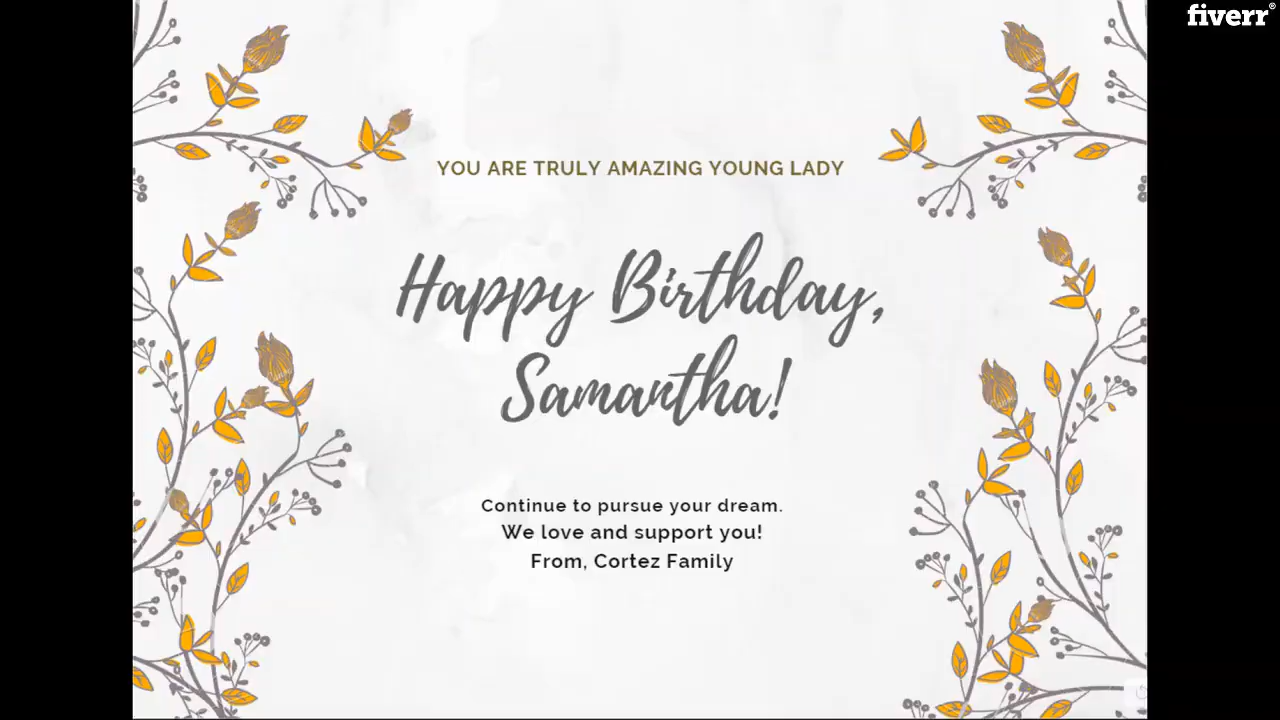 fiverr®
YOU ARE TRULY AMAZING YOUNG LADY
Happy Birthday,
Samantha!
Continue to pursue your dream.
We love and support you!
From, Cortez Family